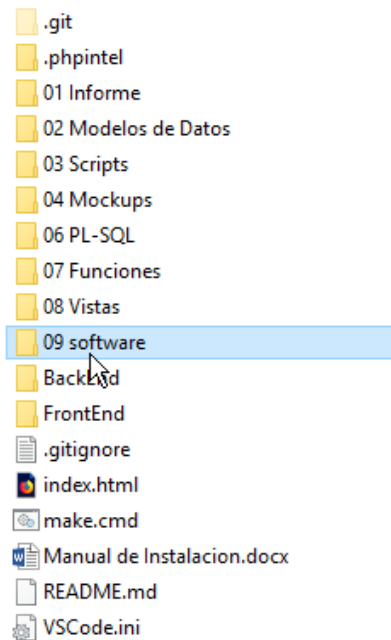 .git
.phpintel
01 Informe
02 Modelos de Datos
03 Scripts
04 Mockups
06 PL-SQL
07 Funciones
08 Vistas
09 software
BackEnd
FrontEnd
.gitignore
index.html
make.cmd
Manual de Instalacion.docx
README.md
VSCode.ini